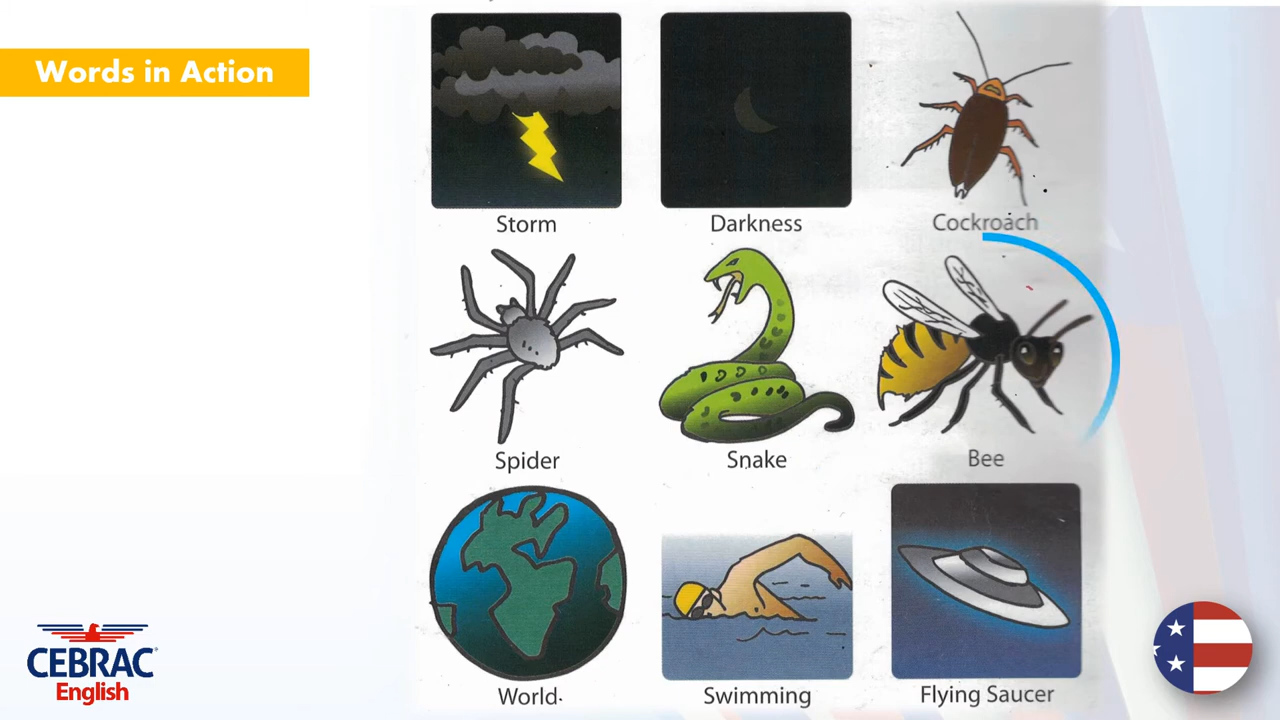 Words in Action
Storm
Darkness
Cockroach
Spider
Snake
Bee
World
Swimming
Flying Saucer
CEBRAC
English